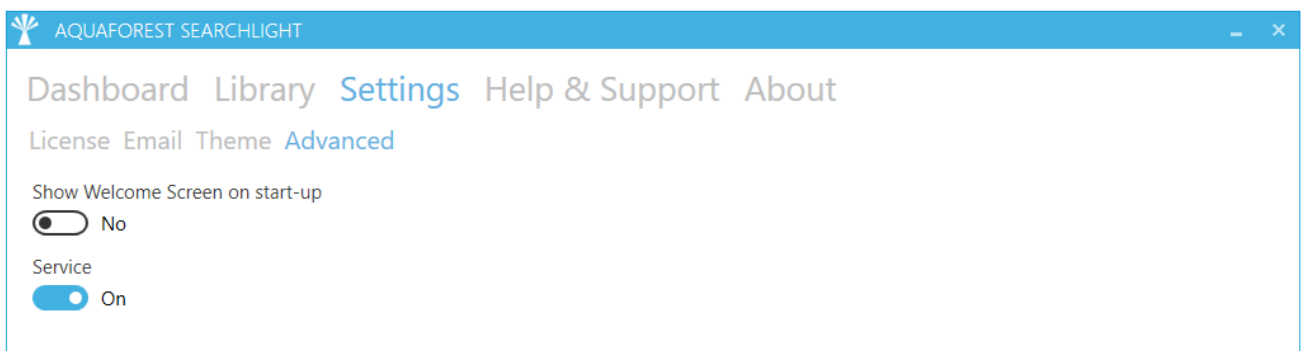 AQUAFOREST SEARCHLIGHT
Dashboard Library Settings Help & Support About
License Email Theme Advanced
Show Welcome Screen on start-up
No
Service
On